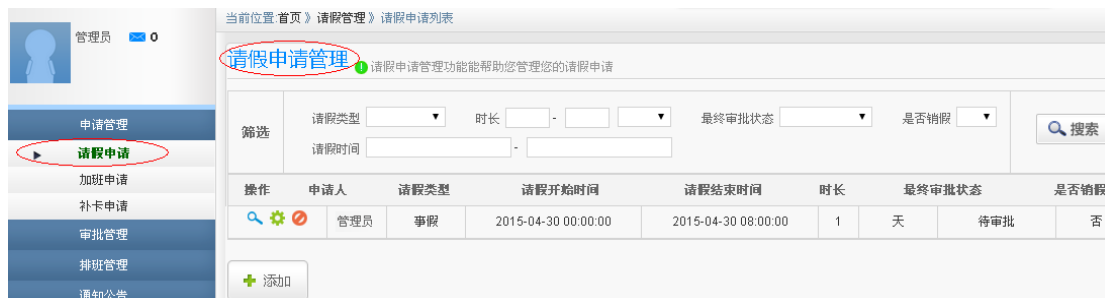 当前位置:首页 》 请假管理 》 请假申请列表
管理员 0
请假申请管理 请假申请管理功能能帮助您管理您的请假申请
申请管理
请假申请
加班申请
补卡申请
审批管理
排班管理
通知公告
筛选 请假类型 时长 - 最终审批状态 是否销假 搜索
请假时间 -
操作 申请人 请假类型 请假开始时间 请假结束时间 时长 最终审批状态 是否销假
管理员 事假 2015-04-30 00:00:00 2015-04-30 08:00:00 1 天 待审批 否
添加